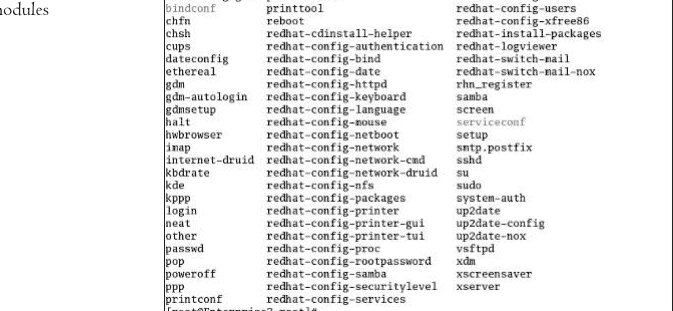 modules
bindconf printtool redhat-config-users
chfn reboot redhat-config-xfree86
chsh redhat-cdinstall-helper redhat-install-packages
cups redhat-config-authentication redhat-logviewer
dateconfig redhat-config-bind redhat-switch-mail
ethereal redhat-config-date redhat-switch-mail-nox
gdm redhat-config-httpd rhn_register
gdm-autologin redhat-config-keyboard samba
gdmsetup redhat-config-language screen
halt redhat-config-mouse serviceconf
hwbrowser redhat-config-netboot setup
imap redhat-config-network smtp.postfix
internet-druid redhat-config-network-cmd sshd
kbdrate redhat-config-network-druid su
kde redhat-config-nfs sudo
kppp redhat-config-packages system-auth
login redhat-config-printer up2date
neat redhat-config-printer-gui up2date-config
other redhat-config-printer-tui up2date-nox
passwd redhat-config-proc vsftpd
pop redhat-config-rootpassword xdm
poweroff redhat-config-samba xscreensaver
ppp redhat-config-securitylevel xserver
printconf redhat-config-services